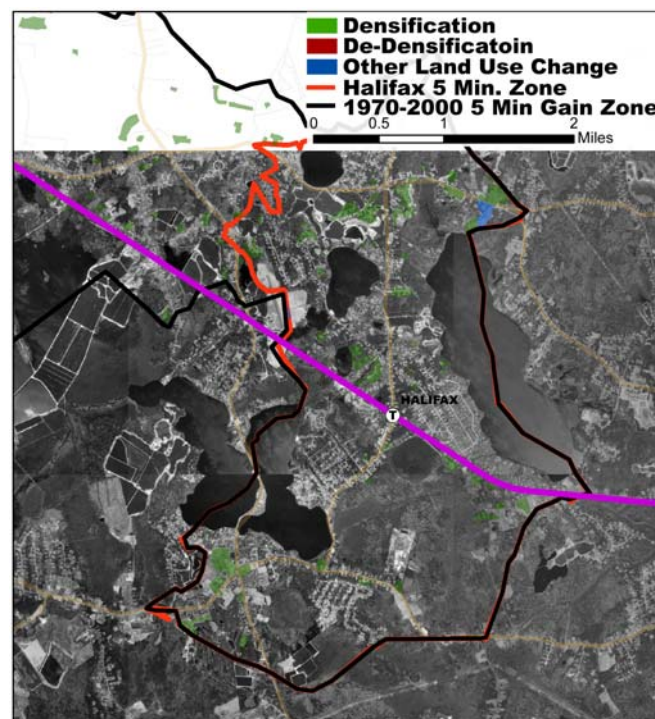 Densification
De-Densificatoin
Other Land Use Change
Halifax 5 Min. Zone
1970-2000 5 Min Gain Zone
0 0.5 1 2
Miles
HALIFAX
T